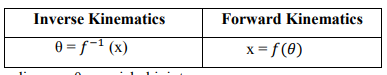 Inverse Kinematics Forward Kinematics
θ = f⁻¹ (x) x = f(θ)